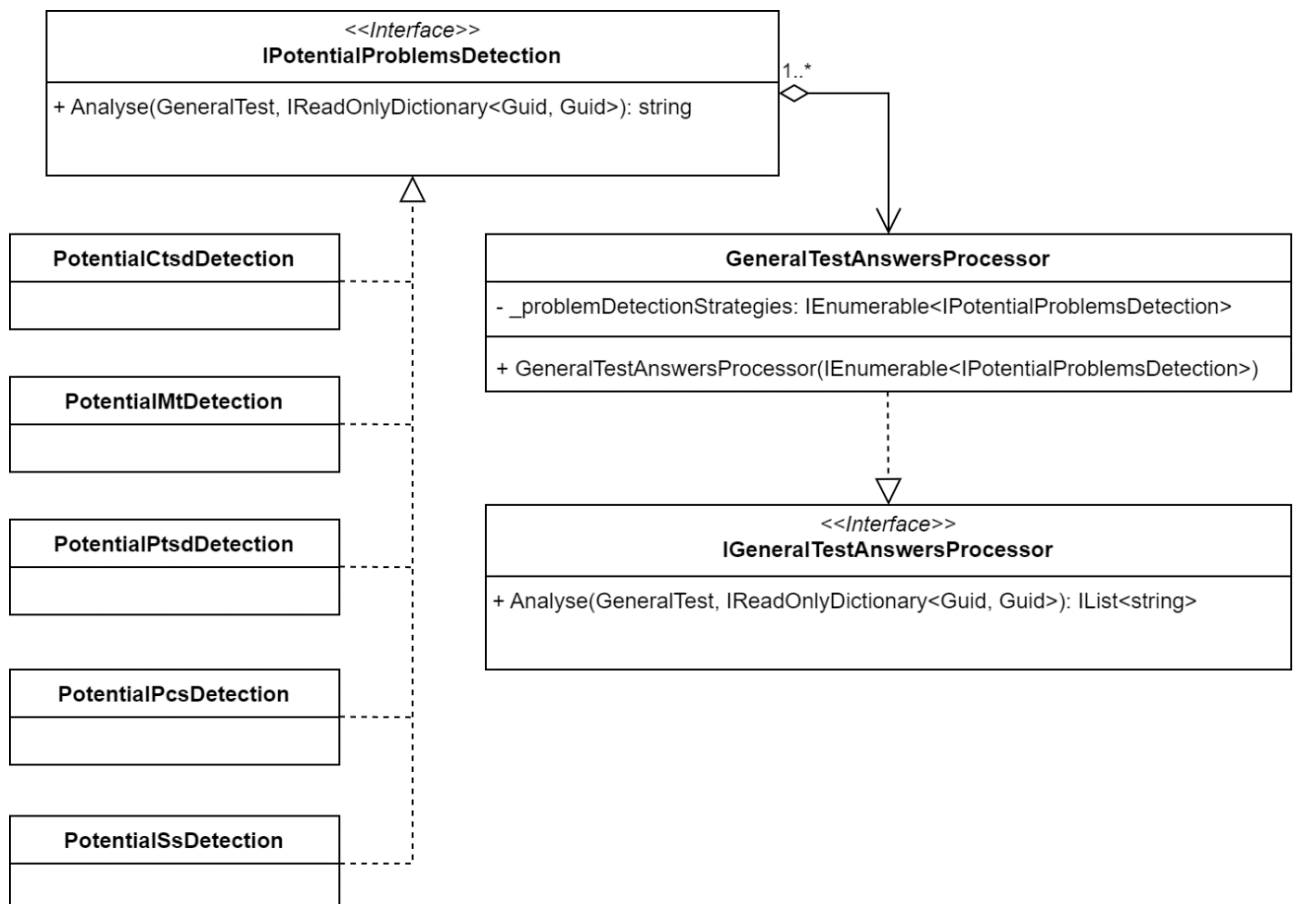 <<Interface>>
IPotentialProblemsDetection
+ Analyse(GeneralTest, IReadOnlyDictionary<Guid, Guid>): string
1..*
PotentialCtsdDetection
PotentialMtDetection
PotentialPtsdDetection
PotentialPcsDetection
PotentialSsDetection
GeneralTestAnswersProcessor
- _problemDetectionStrategies: IEnumerable<IPotentialProblemsDetection>
+ GeneralTestAnswersProcessor(IEnumerable<IPotentialProblemsDetection>)
<<Interface>>
IGeneralTestAnswersProcessor
+ Analyse(GeneralTest, IReadOnlyDictionary<Guid, Guid>): IList<string>